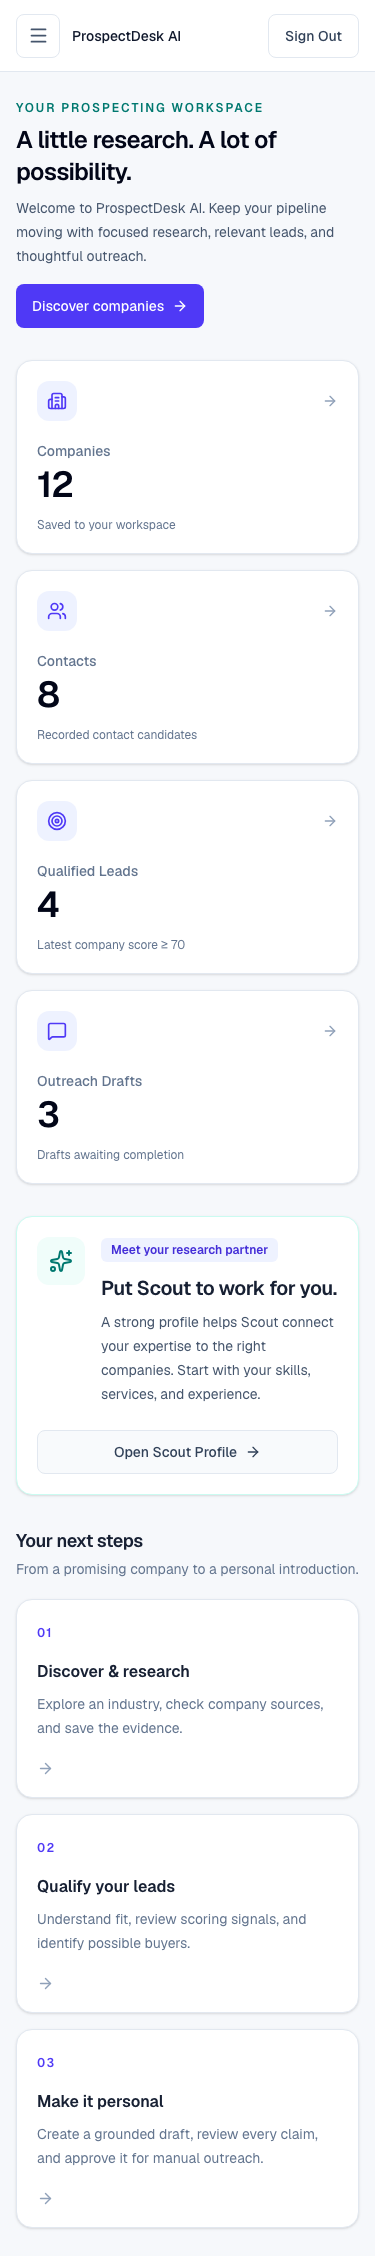 ProspectDesk AI
Sign Out
YOUR PROSPECTING WORKSPACE
A little research. A lot of
possibility.
Welcome to ProspectDesk AI. Keep your pipeline
moving with focused research, relevant leads, and
thoughtful outreach.
Discover companies
Companies
12
Saved to your workspace
Contacts
8
Recorded contact candidates
Qualified Leads
4
Latest company score ≥ 70
Outreach Drafts
3
Drafts awaiting completion
Meet your research partner
Put Scout to work for you.
A strong profile helps Scout connect
your expertise to the right
companies. Start with your skills,
services, and experience.
Open Scout Profile
Your next steps
From a promising company to a personal introduction.
01
Discover & research
Explore an industry, check company sources,
and save the evidence.
02
Qualify your leads
Understand fit, review scoring signals, and
identify possible buyers.
03
Make it personal
Create a grounded draft, review every claim,
and approve it for manual outreach.